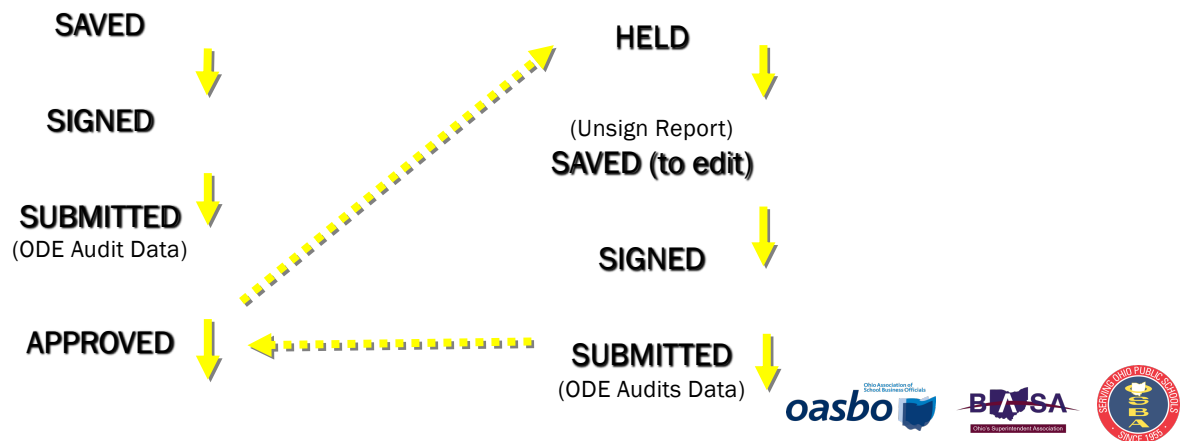 SAVED
SIGNED
SUBMITTED
(ODE Audit Data)
APPROVED
HELD
(Unsign Report)
SAVED (to edit)
SIGNED
SUBMITTED
(ODE Audits Data)
Ohio Association of
School Business Officials
oasbo
BASA
Ohio's Superintendent Association
SERVING OHIO PUBLIC SCHOOLS
OSBA
SINCE 1955